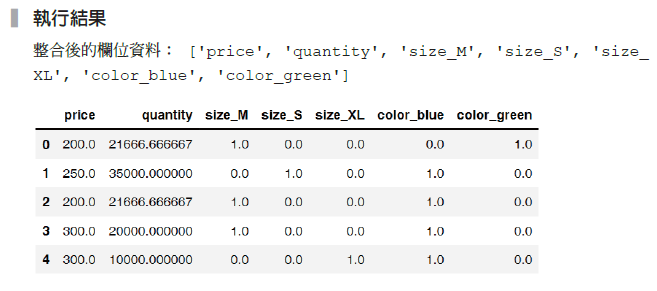 執行結果
整合後的欄位資料： ['price', 'quantity', 'size_M', 'size_S', 'size_
XL', 'color_blue', 'color_green']
price quantity size_M size_S size_XL color_blue color_green
0 200.0 21666.666667 1.0 0.0 0.0 0.0 1.0
1 250.0 35000.000000 0.0 1.0 0.0 1.0 0.0
2 200.0 21666.666667 1.0 0.0 0.0 1.0 0.0
3 300.0 20000.000000 1.0 0.0 0.0 1.0 0.0
4 300.0 10000.000000 0.0 0.0 1.0 1.0 0.0